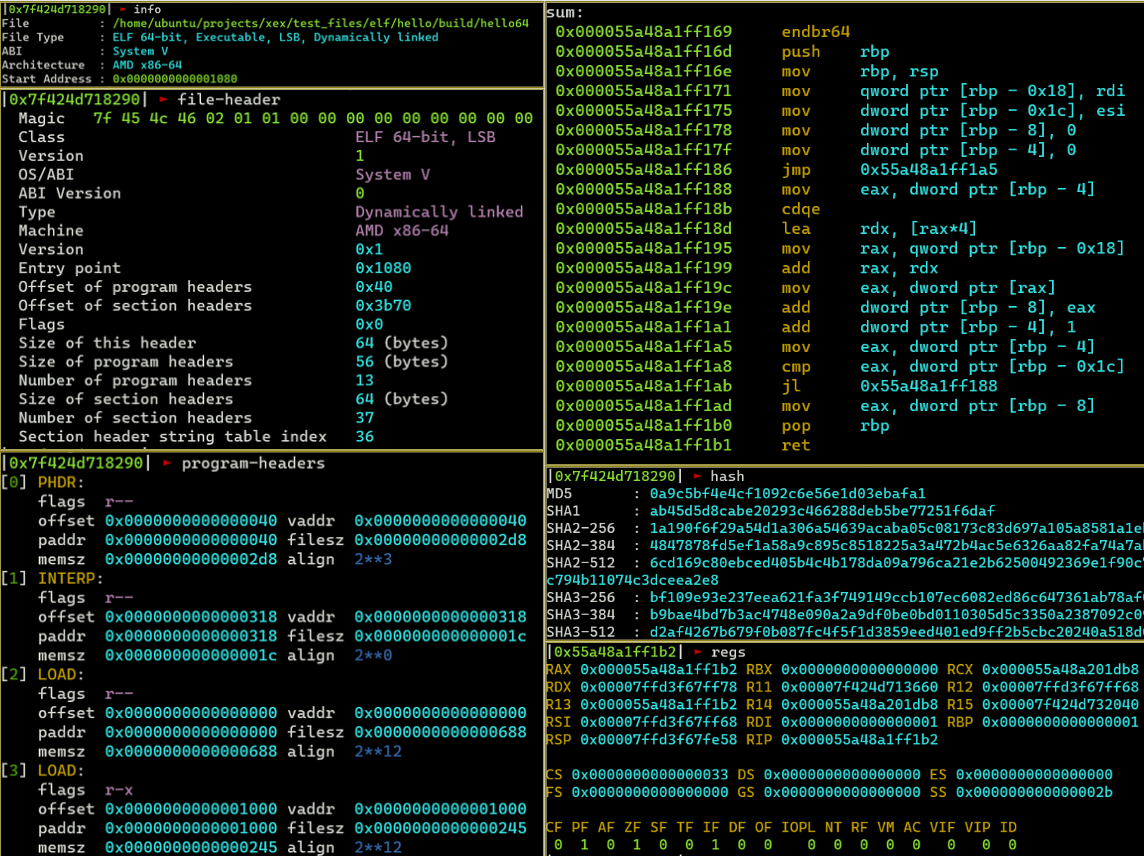 |0x7f424d718290| ► info
File          : /home/ubuntu/projects/xex/test_files/elf/hello/build/hello64
File Type     : ELF 64-bit, Executable, LSB, Dynamically linked
ABI           : System V
Architecture  : AMD x86-64
Start Address : 0x0000000000001080
|0x7f424d718290| ► file-header
Magic   7f 45 4c 46 02 01 01 00 00 00 00 00 00 00 00 00
Class                               ELF 64-bit, LSB
Version                             1
OS/ABI                              System V
ABI Version                         0
Type                                Dynamically linked
Machine                             AMD x86-64
Version                             0x1
Entry point                         0x1080
Offset of program headers           0x40
Offset of section headers           0x3b70
Flags                               0x0
Size of this header                 64 (bytes)
Size of program headers             56 (bytes)
Number of program headers           13
Size of section headers             64 (bytes)
Number of section headers           37
Section header string table index   36
|0x7f424d718290| ► program-headers
[0] PHDR:
flags  r--
offset 0x0000000000000040 vaddr  0x0000000000000040
paddr  0x0000000000000040 filesz 0x00000000000002d8
memsz  0x00000000000002d8 align  2**3
[1] INTERP:
flags  r--
offset 0x0000000000000318 vaddr  0x0000000000000318
paddr  0x0000000000000318 filesz 0x000000000000001c
memsz  0x000000000000001c align  2**0
[2] LOAD:
flags  r--
offset 0x0000000000000000 vaddr  0x0000000000000000
paddr  0x0000000000000000 filesz 0x0000000000000688
memsz  0x0000000000000688 align  2**12
[3] LOAD:
flags  r-x
offset 0x0000000000001000 vaddr  0x0000000000001000
paddr  0x0000000000001000 filesz 0x0000000000000245
memsz  0x0000000000000245 align  2**12
sum:
0x000055a48a1ff169     endbr64
0x000055a48a1ff16d     push    rbp
0x000055a48a1ff16e     mov     rbp, rsp
0x000055a48a1ff171     mov     qword ptr [rbp - 0x18], rdi
0x000055a48a1ff175     mov     dword ptr [rbp - 0x1c], esi
0x000055a48a1ff178     mov     dword ptr [rbp - 8], 0
0x000055a48a1ff17f     mov     dword ptr [rbp - 4], 0
0x000055a48a1ff186     jmp     0x55a48a1ff1a5
0x000055a48a1ff188     mov     eax, dword ptr [rbp - 4]
0x000055a48a1ff18b     cdqe
0x000055a48a1ff18d     lea     rdx, [rax*4]
0x000055a48a1ff195     mov     rax, qword ptr [rbp - 0x18]
0x000055a48a1ff199     add     rax, rdx
0x000055a48a1ff19c     mov     eax, dword ptr [rax]
0x000055a48a1ff19e     add     dword ptr [rbp - 8], eax
0x000055a48a1ff1a1     add     dword ptr [rbp - 4], 1
0x000055a48a1ff1a5     mov     eax, dword ptr [rbp - 4]
0x000055a48a1ff1a8     cmp     eax, dword ptr [rbp - 0x1c]
0x000055a48a1ff1ab     jl      0x55a48a1ff188
0x000055a48a1ff1ad     mov     eax, dword ptr [rbp - 8]
0x000055a48a1ff1b0     pop     rbp
0x000055a48a1ff1b1     ret
|0x7f424d718290| ► hash
MD5      : 0a9c5bf4e4cf1092c6e56e1d03ebafa1
SHA1     : ab45d5d8cabe20293c466288deb5be77251f6daf
SHA2-256 : 1a190f6f29a54d1a306a54639acaba05c08173c83d697a105a8581a1e
SHA2-384 : 4847878fd5ef1a58a9c895c8518225a3a472b4ac5e6326aa82fa74a7a
SHA2-512 : 6cd169c80ebced405b4c4b178da09a796ca21e2b62500492369e1f90c
c794b11074c3dceea2e8
SHA3-256 : bf109e93e237eea621fa3f749149ccb107ec6082ed86c647361ab78af
SHA3-384 : b9bae4bd7b3ac4748e090a2a9df0be0bd0110305d5c3350a2387092c0
SHA3-512 : d2af4267b679f0b087fc4f5f1d3859eed401ed9ff2b5cbc20240a518d
|0x55a48a1ff1b2| ► regs
RAX 0x000055a48a1ff1b2 RBX 0x0000000000000000 RCX 0x000055a48a201db8
RDX 0x00007ffd3f67ff78 R11 0x00007f424d713660 R12 0x00007ffd3f67ff68
R13 0x000055a48a1ff1b2 R14 0x000055a48a201db8 R15 0x00007f424d732040
RSI 0x00007ffd3f67ff68 RDI 0x0000000000000001 RBP 0x0000000000000001
RSP 0x00007ffd3f67fe58 RIP 0x000055a48a1ff1b2
CS 0x0000000000000033 DS 0x0000000000000000 ES 0x0000000000000000
FS 0x0000000000000000 GS 0x0000000000000000 SS 0x000000000000002b
CF PF AF ZF SF TF IF DF OF IOPL NT RF VM AC VIF VIP ID
0 1 0 1 0 0 1 0 0 0 0 0 0 0 0 0 0